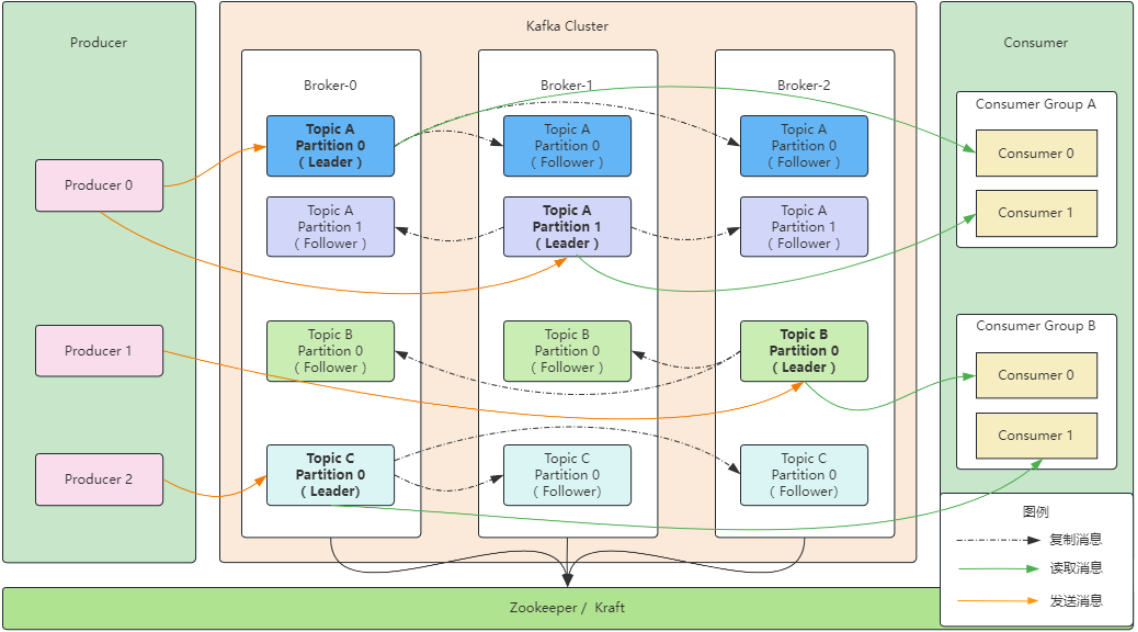 Producer
Kafka Cluster
Consumer
Broker-0
Broker-1
Broker-2
Consumer Group A
Topic A
Partition 0
( Leader )
Topic A
Partition 0
( Follower )
Topic A
Partition 0
( Follower )
Consumer 0
Producer 0
Topic A
Partition 1
( Follower )
Topic A
Partition 1
( Leader )
Topic A
Partition 1
( Follower )
Consumer 1
Producer 1
Topic B
Partition 0
( Follower )
Topic B
Partition 0
( Follower )
Topic B
Partition 0
( Leader )
Consumer Group B
Consumer 0
Consumer 1
Producer 2
Topic C
Partition 0
( Leader)
Topic C
Partition 0
( Follower)
Topic C
Partition 0
( Follower)
图例
复制消息
读取消息
发送消息
Zookeeper / Kraft